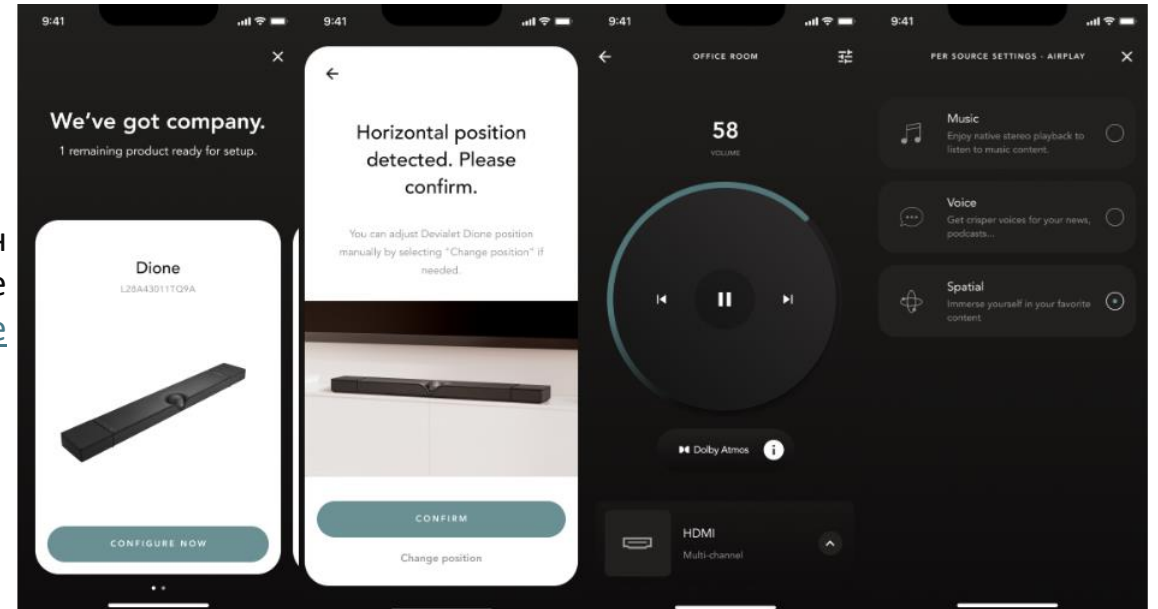 н
е
е
9:41
We've got company.
1 remaining product ready for setup.
Dione
L28A43011TQ9A
CONFIGURE NOW
9:41
Horizontal position
detected. Please
confirm.
You can adjust Devialet Dione position
manually by selecting "Change position" if
needed.
CONFIRM
Change position
9:41
OFFICE ROOM
58
VOLUME
Dolby Atmos
i
HDMI
Multi-channel
9:41
PER SOURCE SETTINGS - AIRPLAY
Music
Enjoy native stereo playback to
listen to music content.
Voice
Get crisper voices for your news,
podcasts...
Spatial
Immerse yourself in your favorite
content